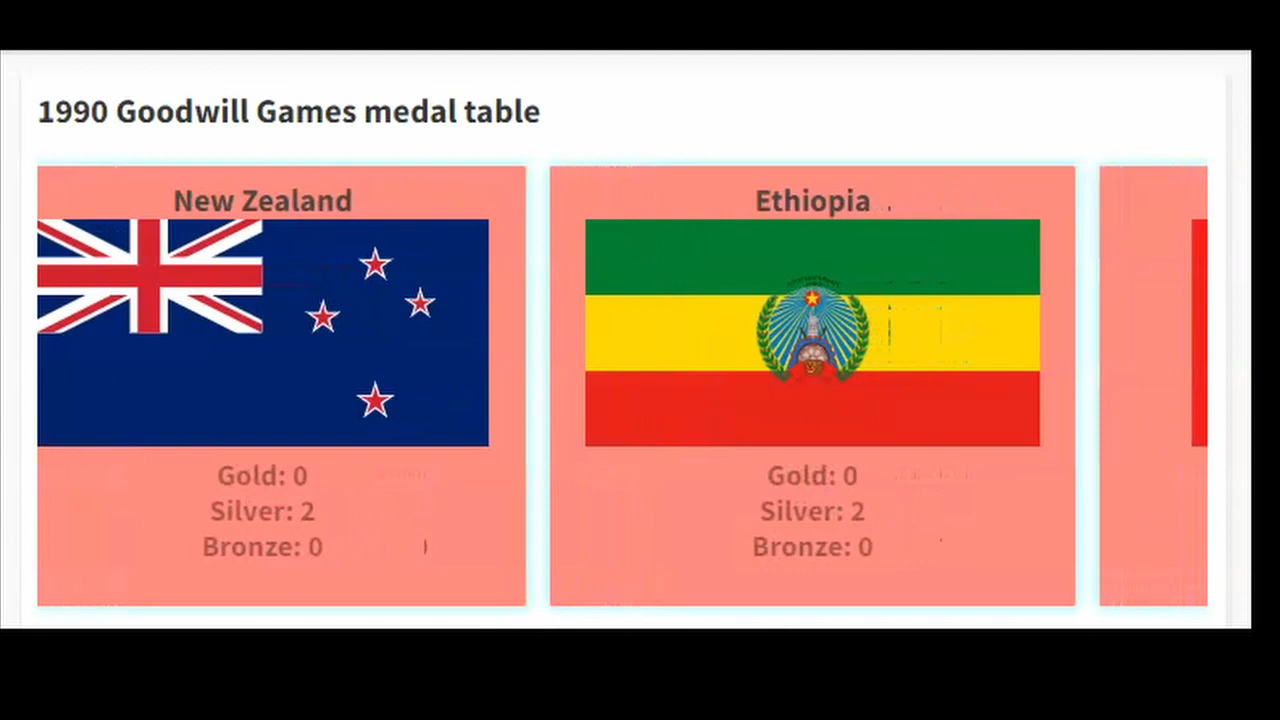 1990 Goodwill Games medal table
New Zealand
Gold: 0
Silver: 2
Bronze: 0
Ethiopia
Gold: 0
Silver: 2
Bronze: 0